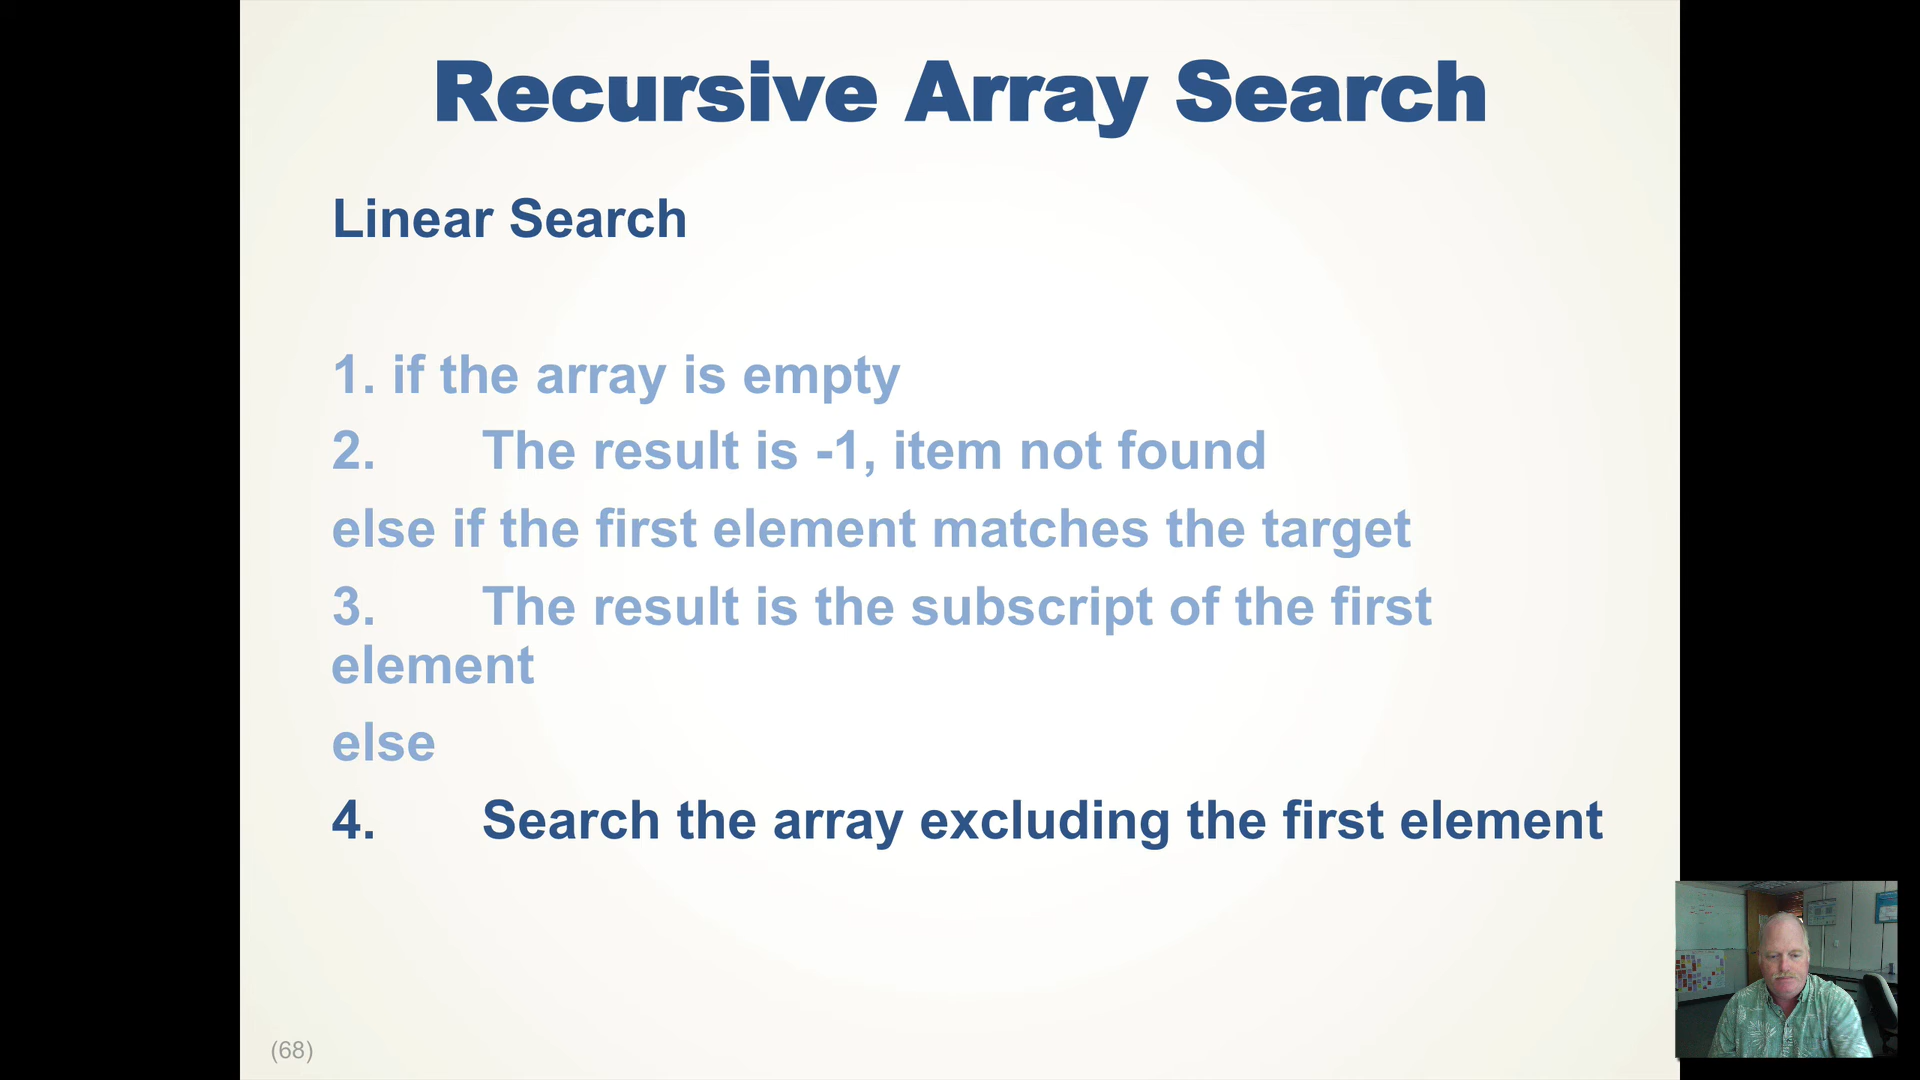 Recursive Array Search
Linear Search
1. if the array is empty
2. The result is -1, item not found
else if the first element matches the target
3. The result is the subscript of the first
element
else
4. Search the array excluding the first element
(68)